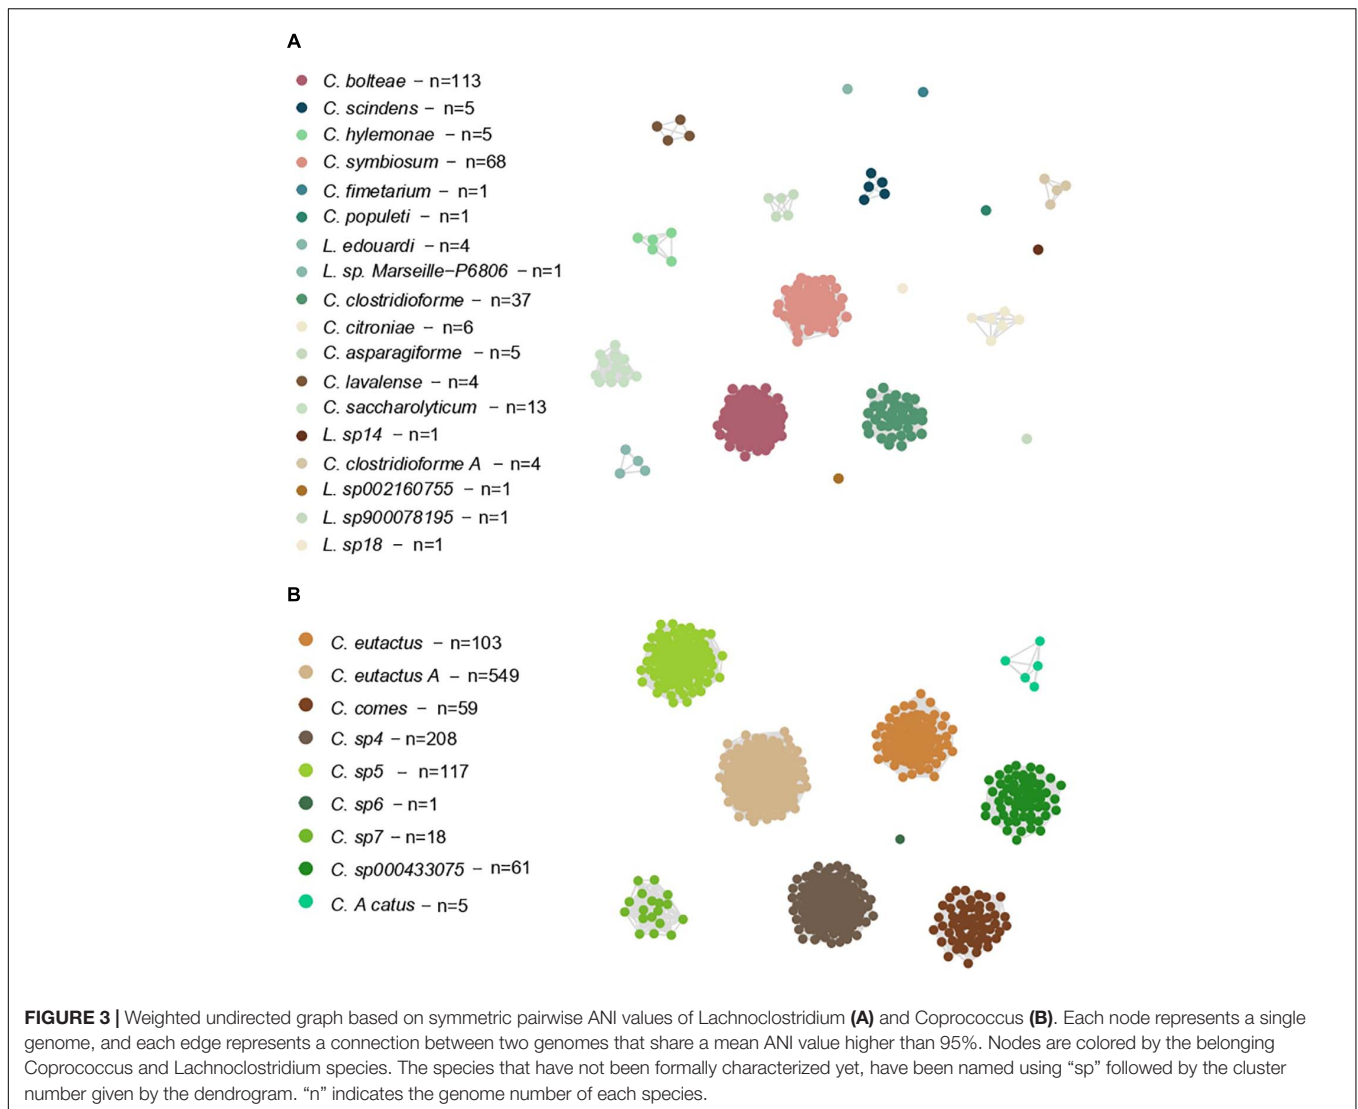 A
C. bolteae – n=113
C. scindens – n=5
C. hylemonae – n=5
C. symbiosum – n=68
C. fimetarium – n=1
C. populeti – n=1
L. edouardi – n=4
L. sp. Marseille−P6806 – n=1
C. clostridioforme – n=37
C. citroniae – n=6
C. asparagiforme – n=5
C. lavalense – n=4
C. saccharolyticum – n=13
L. sp14 – n=1
C. clostridioforme A – n=4
L. sp002160755 – n=1
L. sp900078195 – n=1
L. sp18 – n=1
B
C. eutactus – n=103
C. eutactus A – n=549
C. comes – n=59
C. sp4 – n=208
C. sp5 – n=117
C. sp6 – n=1
C. sp7 – n=18
C. sp000433075 – n=61
C. A catus – n=5
FIGURE 3 | Weighted undirected graph based on symmetric pairwise ANI values of Lachnoclostridium (A) and Coprococcus (B). Each node represents a single
genome, and each edge represents a connection between two genomes that share a mean ANI value higher than 95%. Nodes are colored by the belonging
Coprococcus and Lachnoclostridium species. The species that have not been formally characterized yet, have been named using “sp” followed by the cluster
number given by the dendrogram. “n” indicates the genome number of each species.